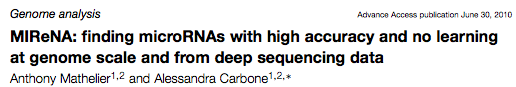 Genome analysis
Advance Access publication June 30, 2010
MIReNA: finding microRNAs with high accuracy and no learning
at genome scale and from deep sequencing data
Anthony Mathelier1,2 and Alessandra Carbone1,2,∗